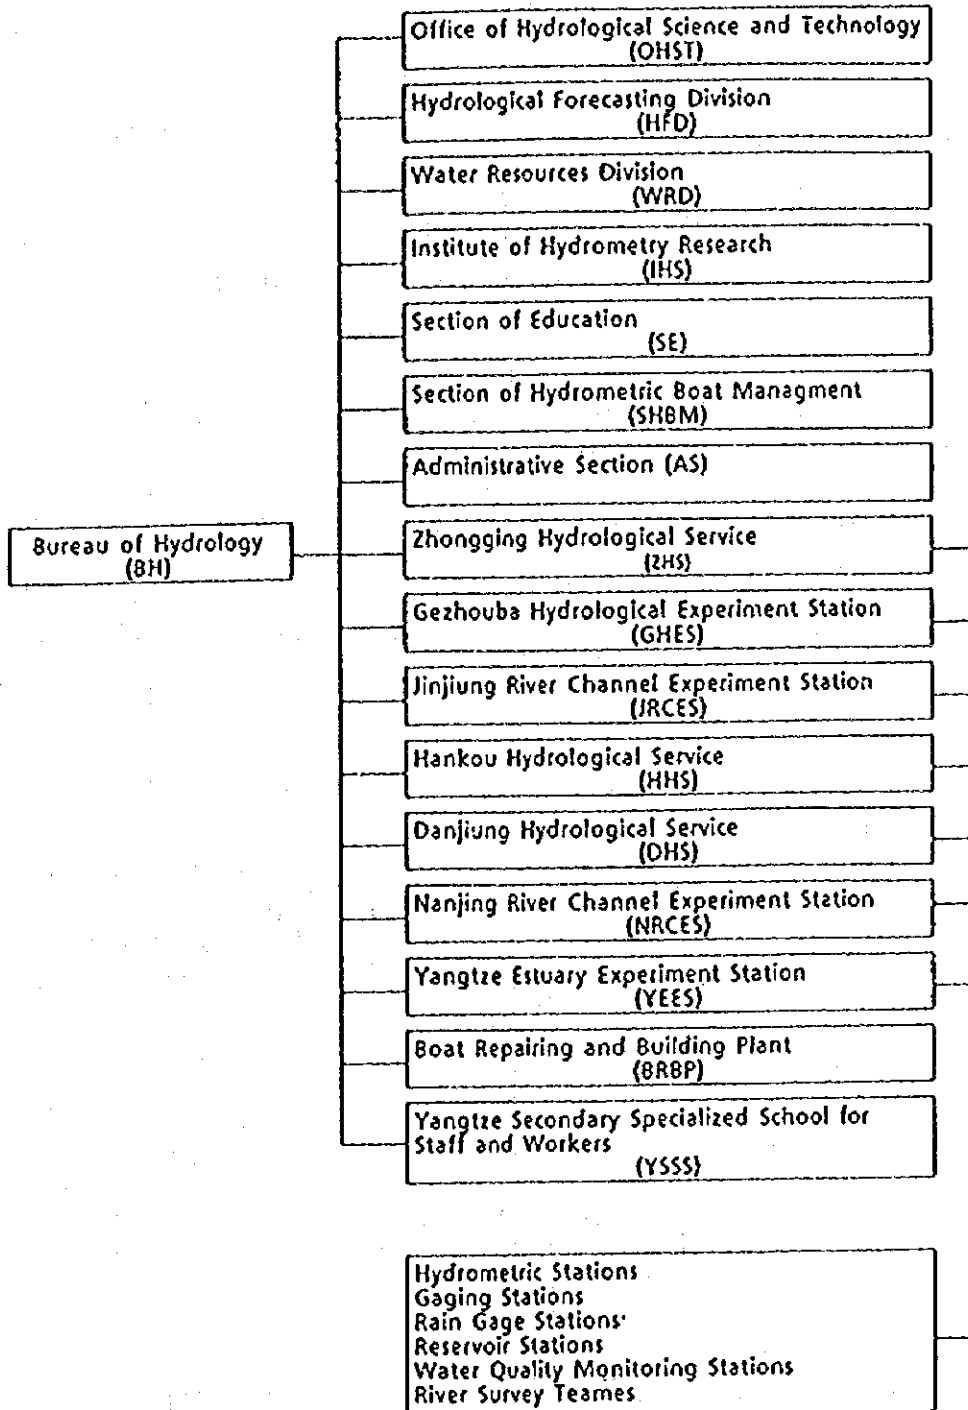 Office of Hydrological Science and Technology
(OHST)
Hydrological Forecasting Division
(HFD)
Water Resources Division
(WRD)
Institute of Hydrometry Research
(IHS)
Section of Education
(SE)
Section of Hydrometric Boat Managment
(SHBM)
Administrative Section (AS)
Bureau of Hydrology
(BH)
Zhongging Hydrological Service
(ZHS)
Gezhouba Hydrological Experiment Station
(GHES)
Jinjiung River Channel Experiment Station
(JRCES)
Hankou Hydrological Service
(HHS)
Danjiung Hydrological Service
(DHS)
Nanjing River Channel Experiment Station
(NRCES)
Yangtze Estuary Experiment Station
(YEES)
Boat Repairing and Building Plant
(BRBP)
Yangtze Secondary Specialized School for
Staff and Workers
(YSSS)
Hydrometric Stations
Gaging Stations
Rain Gage Stations
Reservoir Stations
Water Quality Monitoring Stations
River Survey Teames